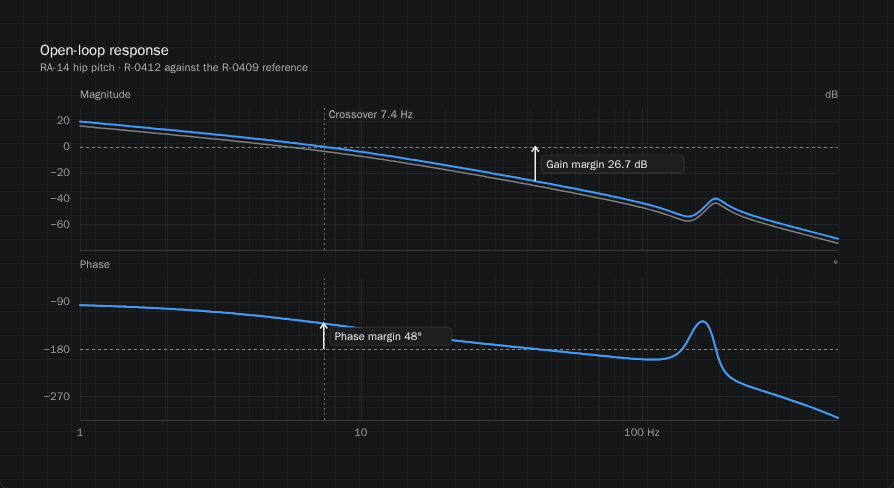 Open-loop response
RA-14 hip pitch · R-0412 against the R-0409 reference
Magnitude
dB
Crossover 7.4 Hz
20
0
Gain margin 26.7 dB
−20
−40
−60
Phase
°
−90
Phase margin 48°
−180
−270
1
10
100 Hz